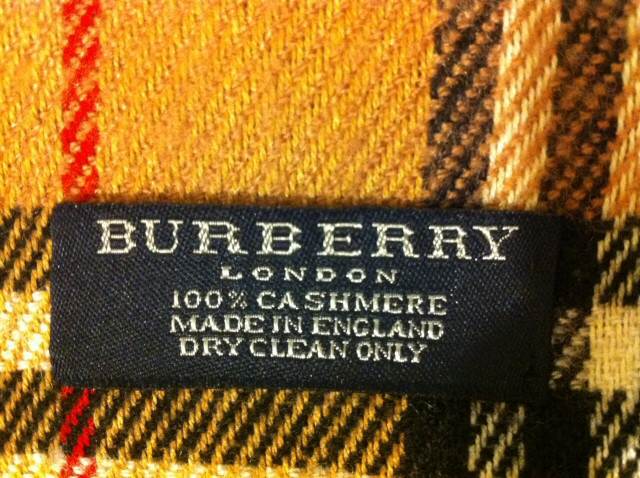 BURBERRY
LONDON
100% CASHMERE
MADE IN ENGLAND
DRY CLEAN ONLY